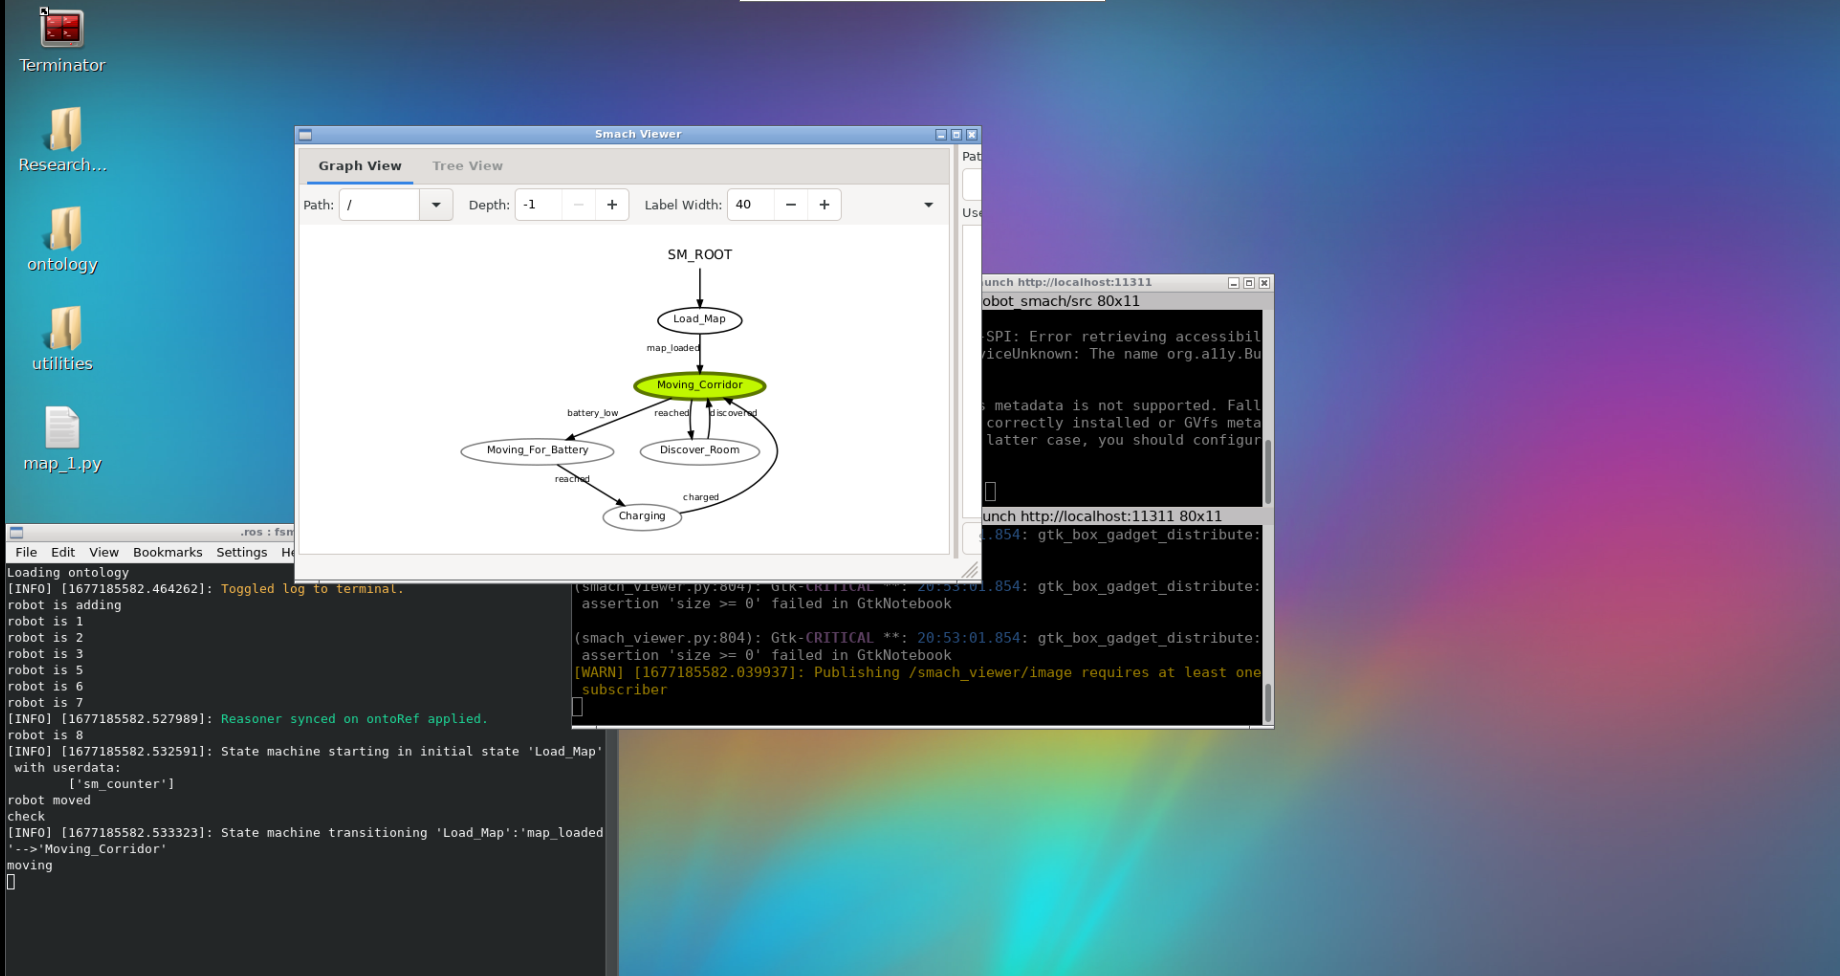 Terminator
Research...
ontology
utilities
map_1.py
Smach Viewer
Graph View
Tree View
Path: /
Depth: -1
Label Width: 40
SM_ROOT
Load_Map
map_loaded
Moving_Corridor
battery_low
reached
discovered
Moving_For_Battery
Discover_Room
reached
charged
Charging
Pat
Use
unch http://localhost:11311
obot_smach/src 80x11
SPI: Error retrieving accessibil
iceUnknown: The name org.a11y.Bu
s metadata is not supported. Fall
correctly installed or GVfs meta
latter case, you should configur
unch http://localhost:11311 80x11
.854: gtk_box_gadget_distribute:
(smach_viewer.py:804): Gtk-CRITICAL **: 20:53:01.854: gtk_box_gadget_distribute:
assertion 'size >= 0' failed in GtkNotebook
(smach_viewer.py:804): Gtk-CRITICAL **: 20:53:01.854: gtk_box_gadget_distribute:
assertion 'size >= 0' failed in GtkNotebook
[WARN] [1677185582.039937]: Publishing /smach_viewer/image requires at least one
subscriber
.ros : fsm
File Edit View Bookmarks Settings He
Loading ontology
[INFO] [1677185582.464262]: Toggled log to terminal.
robot is adding
robot is 1
robot is 2
robot is 3
robot is 5
robot is 6
robot is 7
[INFO] [1677185582.527989]: Reasoner synced on ontoRef applied.
robot is 8
[INFO] [1677185582.532591]: State machine starting in initial state 'Load_Map'
with userdata:
['sm_counter']
robot moved
check
[INFO] [1677185582.533323]: State machine transitioning 'Load_Map':'map_loaded
'-->'Moving_Corridor'
moving